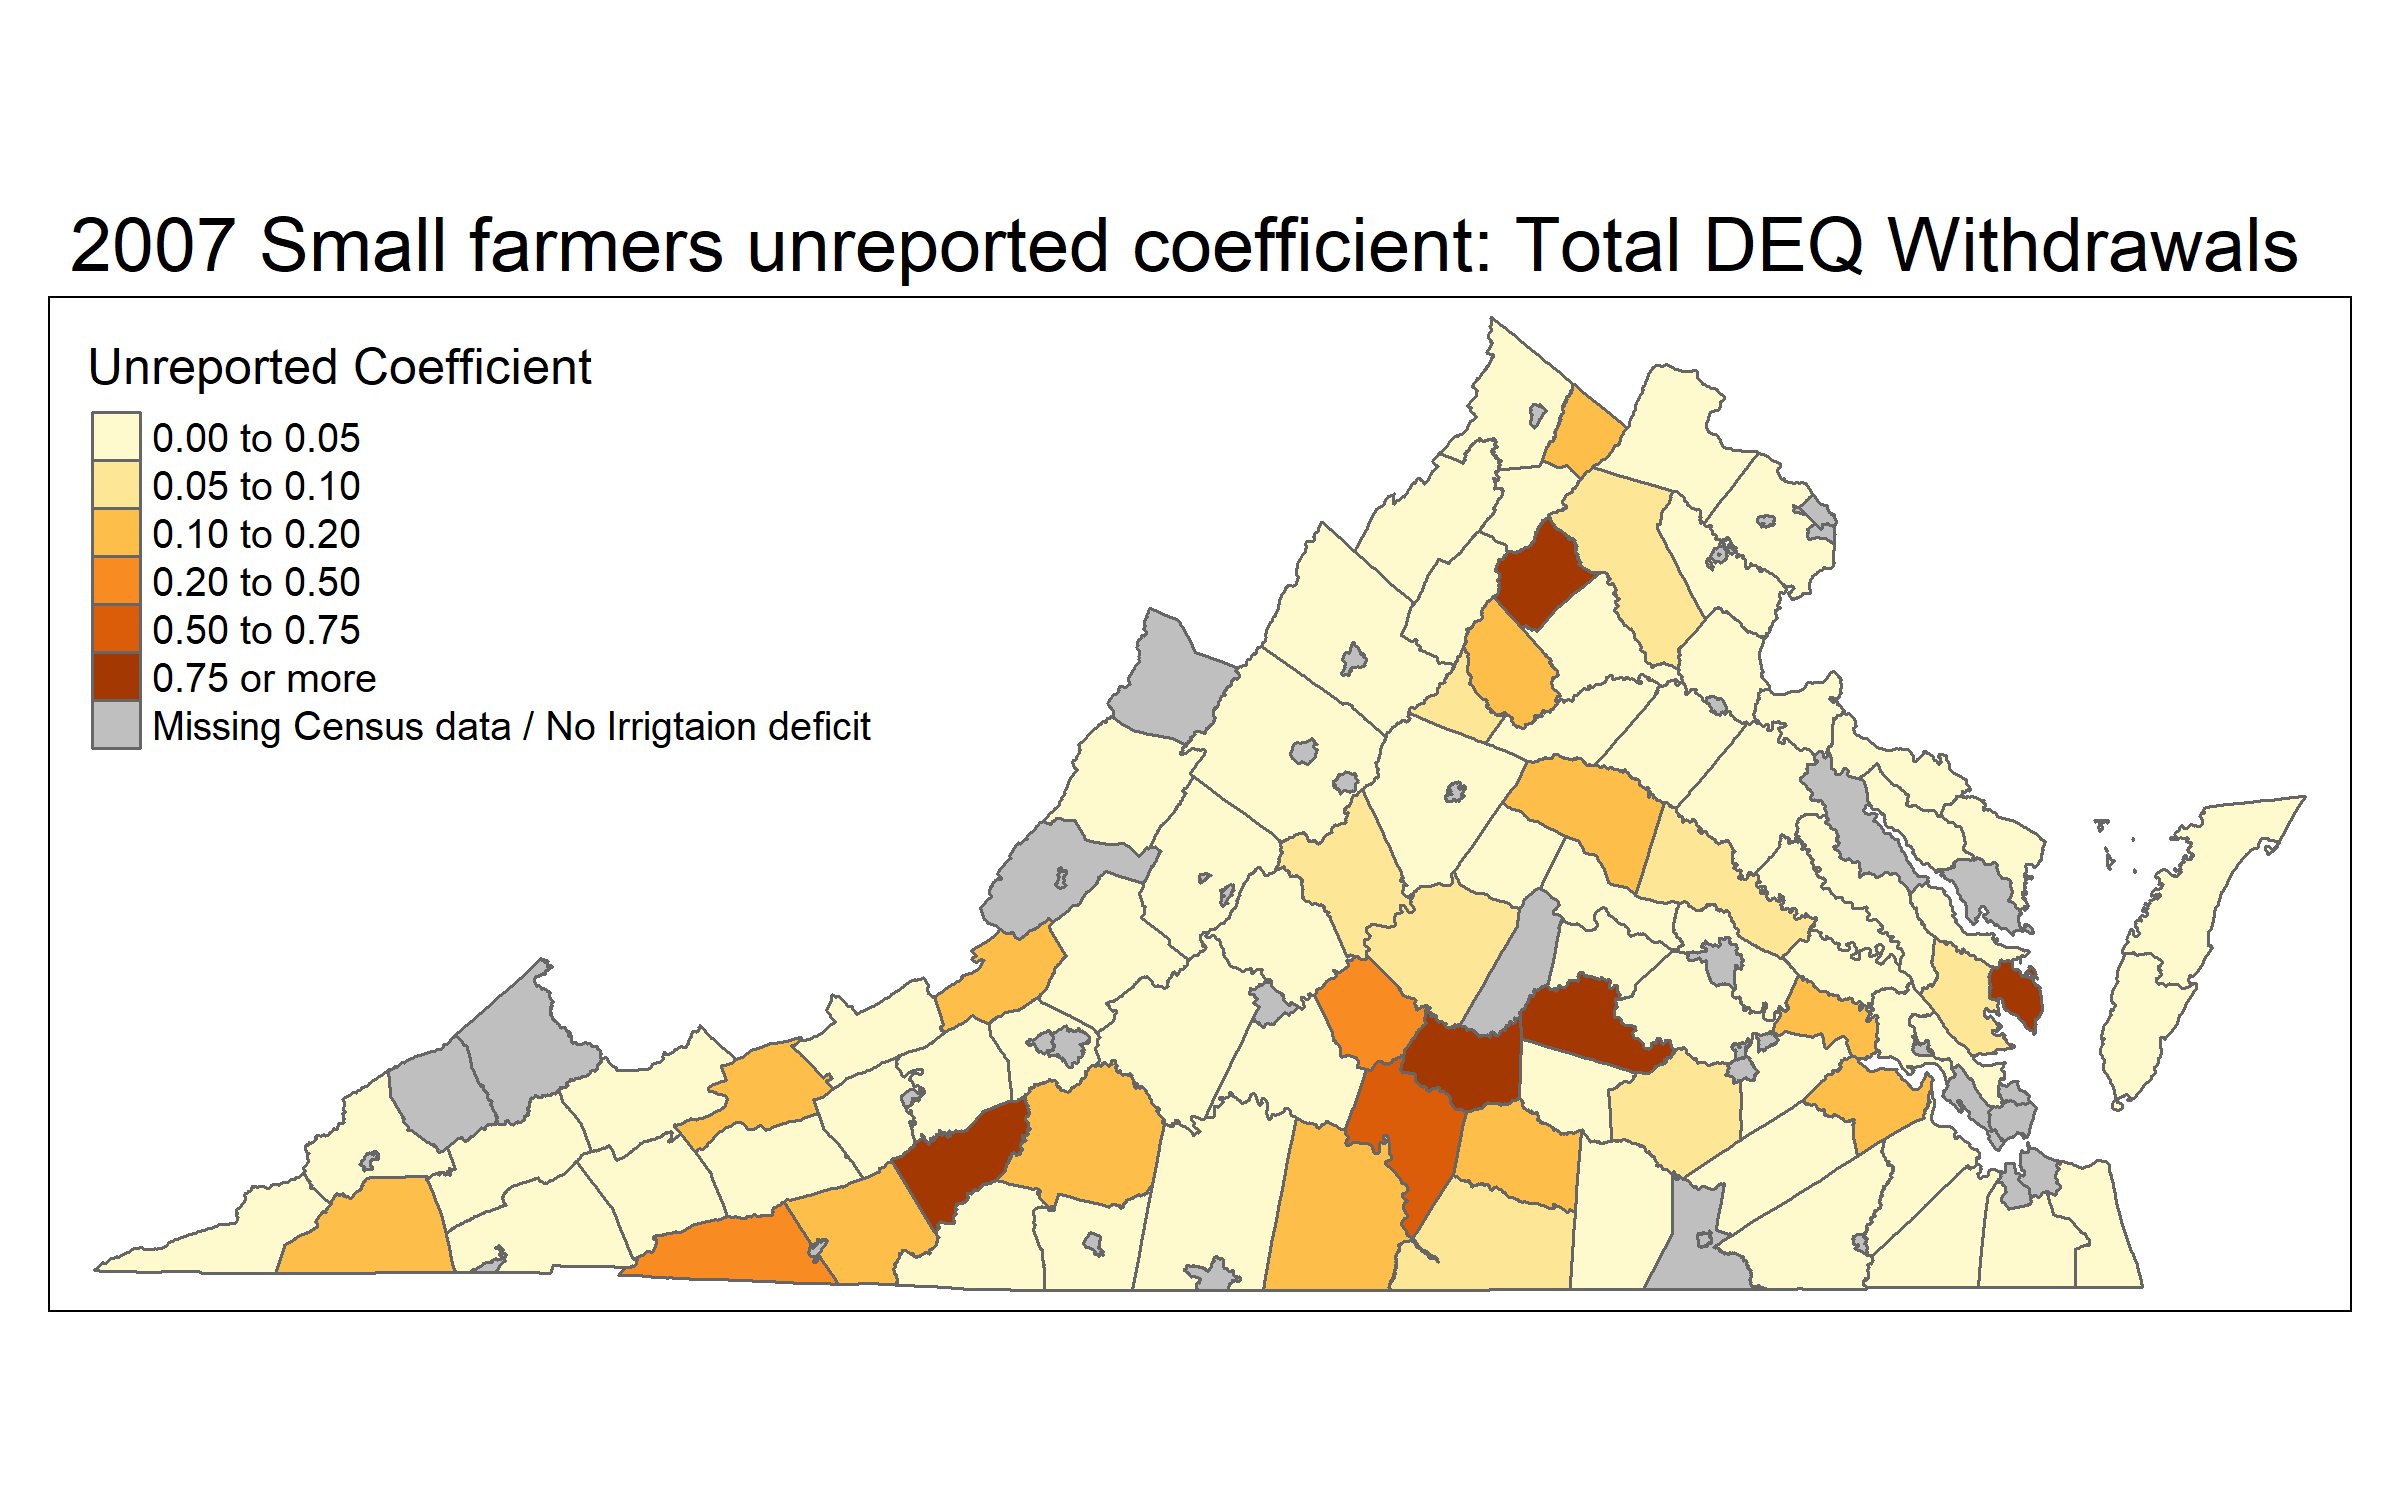 2007 Small farmers unreported coefficient: Total DEQ Withdrawals
Unreported Coefficient
0.00 to 0.05
0.05 to 0.10
0.10 to 0.20
0.20 to 0.50
0.50 to 0.75
0.75 or more
Missing Census data / No Irrigtaion deficit